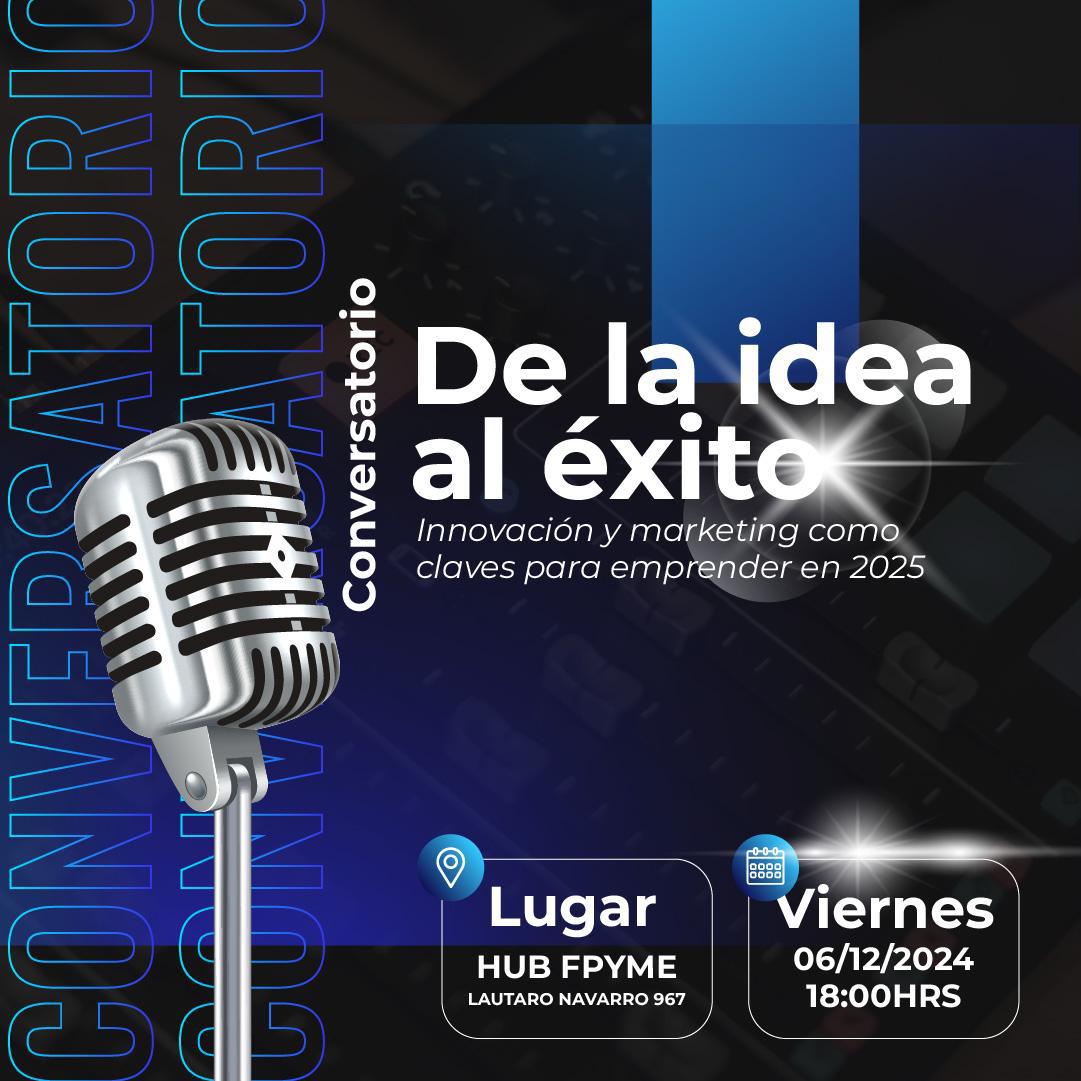 CONVERSATORIO
CONVERSATORIO
Conversatorio
De la idea
al éxito
Innovación y marketing como
claves para emprender en 2025
Lugar
HUB FPYME
LAUTARO NAVARRO 967
Viernes
06/12/2024
18:00HRS